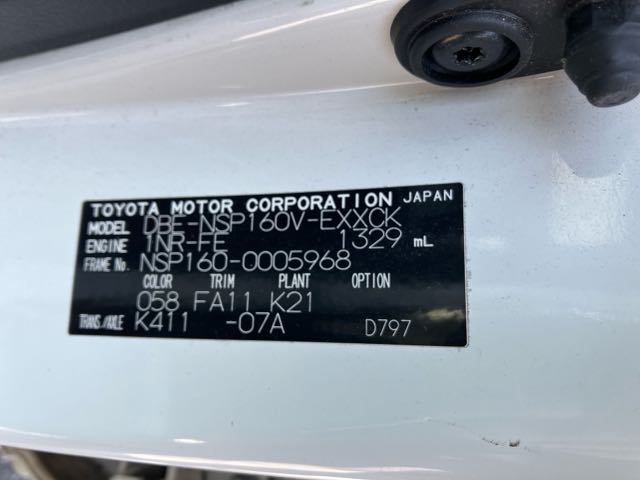 TOYOTA MOTOR CORPORATION JAPAN
MODEL DBE-NSP160V-EXXCK
ENGINE 1NR-FE 1329 mL
FRAME No. NSP160-0005968
COLOR TRIM PLANT OPTION
058 FA11 K21
TRANS./AXLE K411 -07A D797